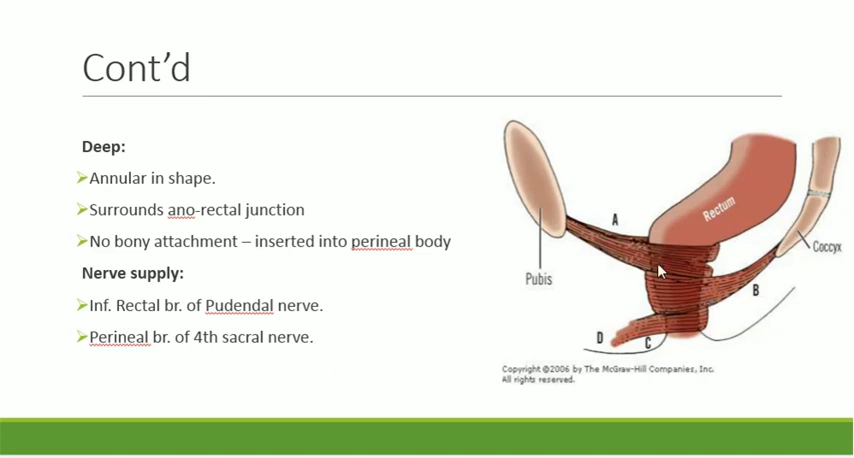 Cont’d
Deep:
Annular in shape.
Surrounds ano-rectal junction
No bony attachment – inserted into perineal body
Nerve supply:
Inf. Rectal br. of Pudendal nerve.
Perineal br. of 4th sacral nerve.
A
Rectum
Coccyx
Pubis
B
D
C
Copyright ©2006 by The McGraw-Hill Companies, Inc.
All rights reserved.